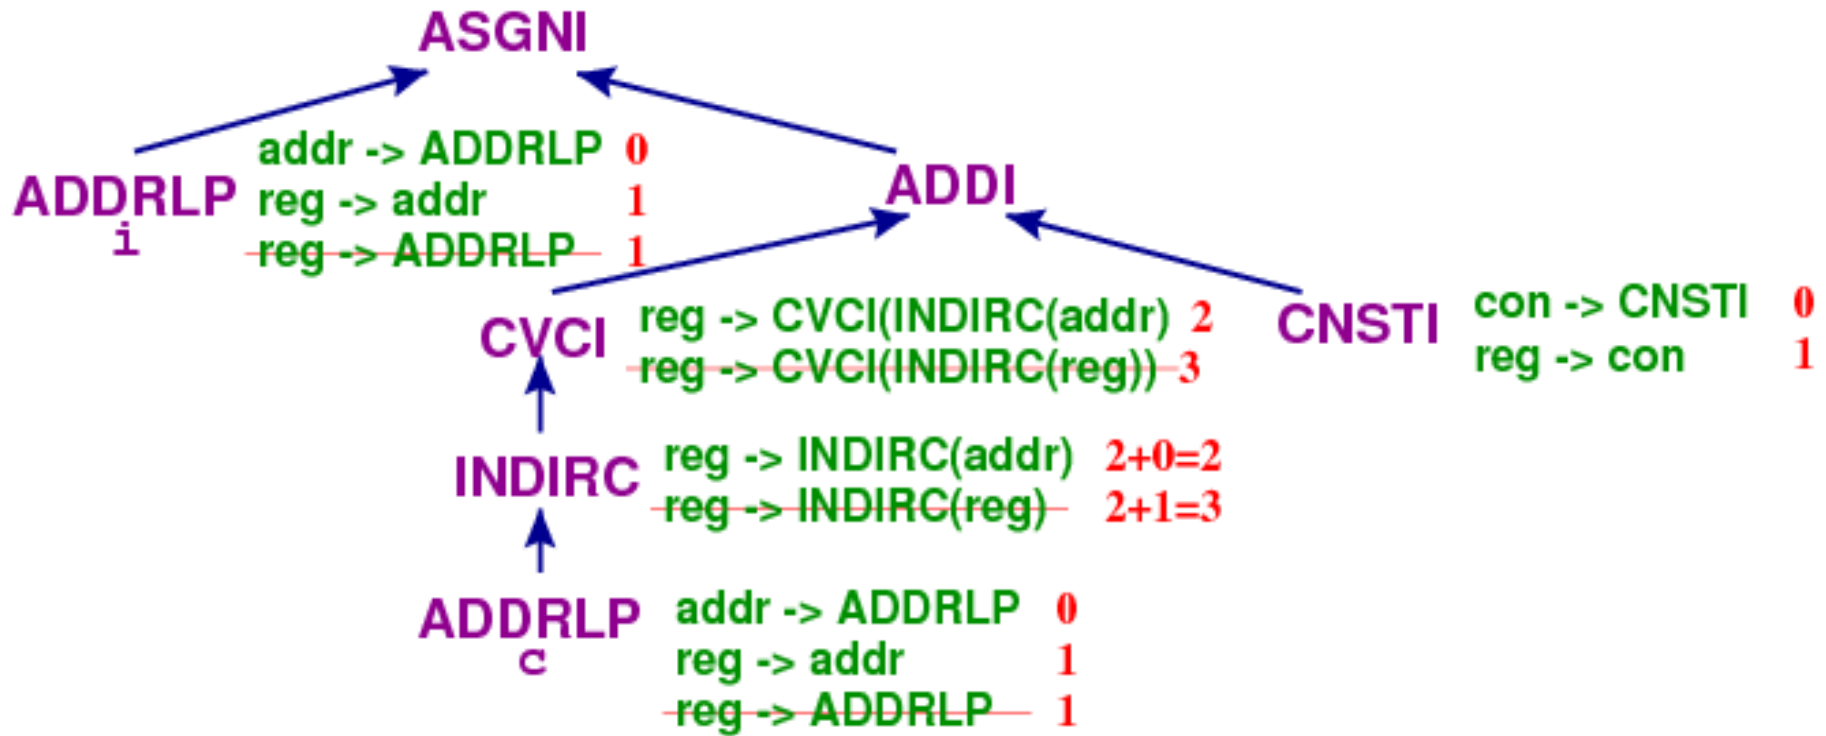 ASGNI
addr -> ADDRLP 0
ADDRLP reg -> addr 1
i reg -> ADDRLP 1
ADDI
CVCI reg -> CVCI(INDIRC(addr) 2
reg -> CVCI(INDIRC(reg)) 3
CNSTI con -> CNSTI 0
reg -> con 1
INDIRC reg -> INDIRC(addr) 2+0=2
reg -> INDIRC(reg) 2+1=3
ADDRLP addr -> ADDRLP 0
c reg -> addr 1
reg -> ADDRLP 1